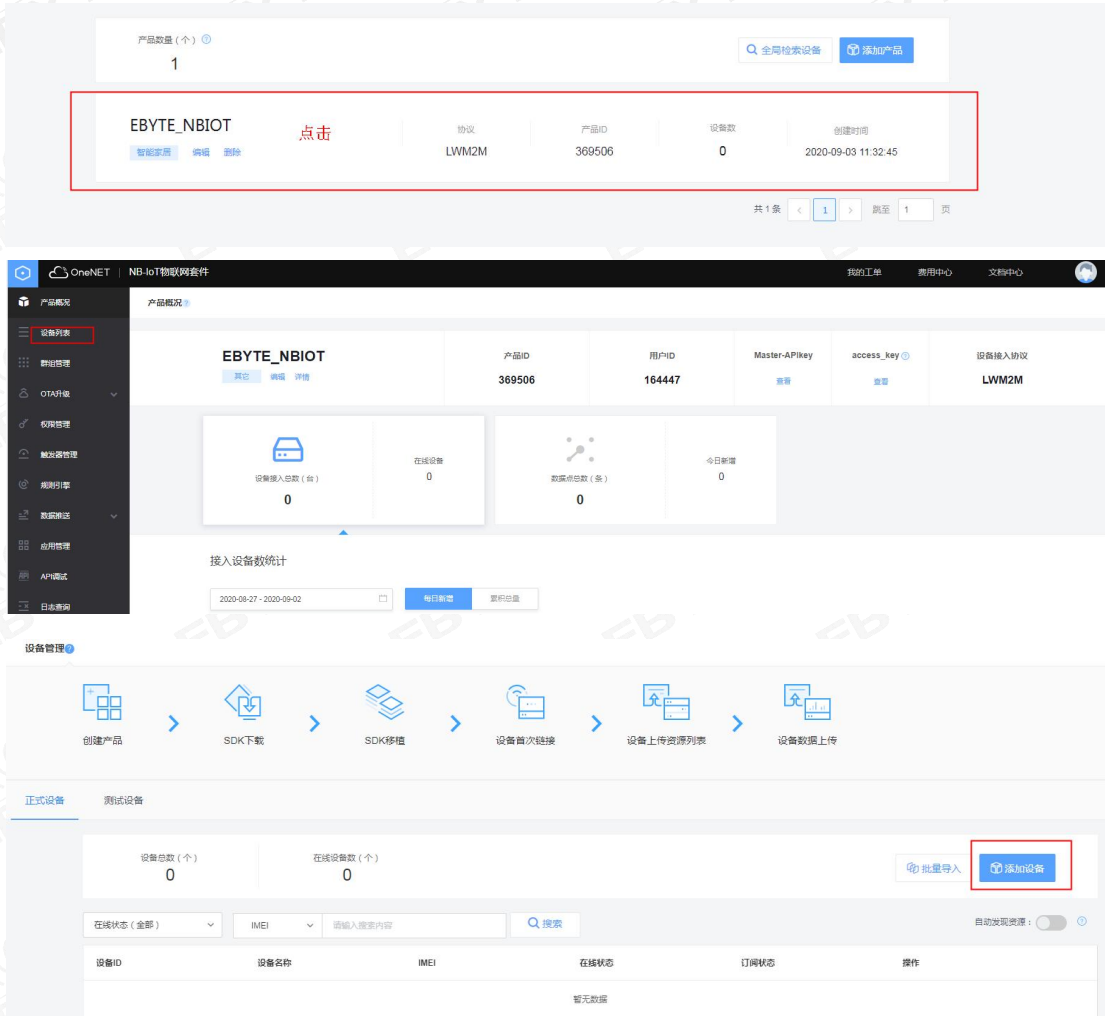 产品数量（个）
1
全局检索设备 添加产品
EBYTE_NBIOT
点击
智能家居 编辑 删除
协议
LWM2M
产品ID
369506
设备数
0
创建时间
2020-09-03 11:32:45
共1条 < 1 > 跳至 1 页
OneNET | NB-IoT物联网套件 我的工单 费用中心 文档中心
产品概况
设备列表
群组管理
OTA升级
权限管理
触发器管理
规则引擎
数据推送
应用管理
API调试
日志查询
产品概况
EBYTE_NBIOT
其它 编辑 详情
产品ID
369506
用户ID
164447
Master-APIkey
查看
access_key
查看
设备接入协议
LWM2M
设备接入总数（台）
0
在线设备
0
数据点总数（条）
0
今日新增
0
接入设备数统计
2020-08-27 - 2020-09-02 每日新增 累积总量
设备管理
创建产品 SDK下载 SDK移植 设备首次链接 设备上传资源列表 设备数据上传
正式设备 测试设备
设备总数（个）
0
在线设备数（个）
0
批量导入 添加设备
在线状态（全部） IMEI 请输入搜索内容 搜索 自动发现资源：
设备ID 设备名称 IMEI 在线状态 订阅状态 操作
暂无数据